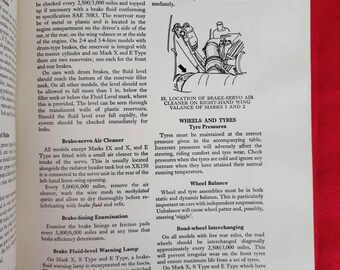 be checked every 2,500/3,000 miles and topped
up if necessary with a brake fluid conforming
to specification SAE 70R3. The reservoir may
be of metal or plastic and is located in the
engine compartment on the driver's side of the
car, at the rear, on the wing valance or at the
side of the engine. On 2·4 and 3·4-litre models with
drum-type brakes, the reservoir is integral with
the master cylinder and on Mark X and E Type
there are two reservoirs; one each for the front
and rear brakes.
On cars with drum brakes, the fluid level
should reach the bottom of the reservoir filler
neck. On all other models, the level should not
be allowed to fall more than 1 in., below the
filler neck or below the Fluid Level mark, where
this is provided. The level can be seen through
the translucent walls of plastic reservoirs.
Should the fluid level fall rapidly, the
system should be checked immediately for
leaks.
Brake-servo Air Cleaner
All models except Marks IX and X, and E
Type are fitted with a small air cleaner to the
intake of the servo. This is usually located
alongside the radiator header tank but on XK150
it is connected to the servo unit in the rear of the
left-hand front wing opening.
Every 5,000/6,000 miles, remove the air
cleaner, wash the wire mesh in methylated
spirits and allow to dry thoroughly before re-
lubricating with brake fluid and refit.
Brake-lining Examination
Examine the brake linings or friction pads
every 5,000/6,000 miles or at any time that
brake efficiency deteriorates.
Brake Fluid-level Warning Lamp
On Mark X, S Type and E Type, a brake-
fluid warning lamp is incorporated on the fascia.
mediately.
18. LOCATION OF BRAKE-SERVO AIR
CLEANER ON RIGHT-HAND WING
VALANCE OF MARKS 1 AND 2
WHEELS AND TYRES
Tyre Pressures
Tyres must be maintained at the correct
pressure given in the accompanying table.
Incorrect pressures will adversely affect the
steering, riding comfort and tyre wear. Check
pressures when the tyres are cold and ignore any
increase when they have attained their normal
running temperature.
Wheel Balance
Wheel and tyre assemblies must be in both
static and dynamic balance. This is particularly
important on cars with independent suspensions.
Unbalance will cause patter and, possibly,
steering 'wiggle'.
Road-wheel Interchanging
On all models with live rear axles, the road
wheels should be interchanged diagonally
approximately every 2,500/3,000 miles. This
will prevent irregular wear on the front tyres
and ensure maximum life from a set of tyres.
On Mark X, S Type and E Type which have